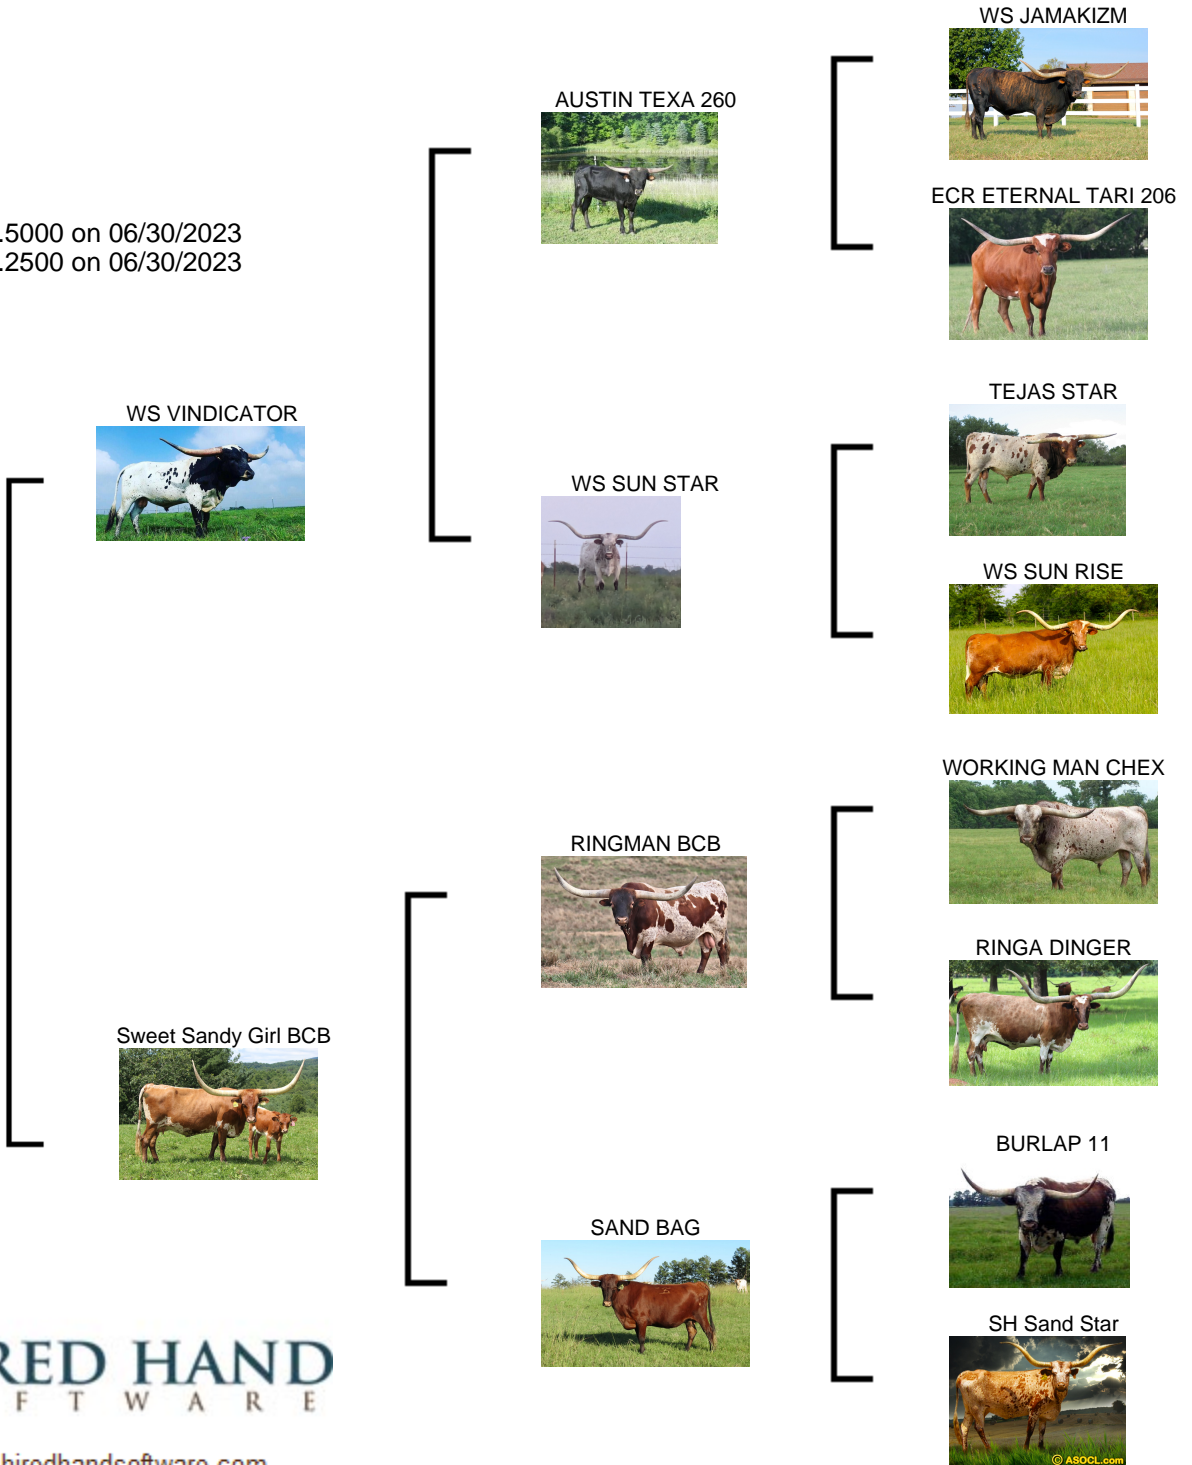 WS JAMAKIZM
AUSTIN TEXA 260
ECR ETERNAL TARI 206
.5000 on 06/30/2023
.2500 on 06/30/2023
TEJAS STAR
WS VINDICATOR
WS SUN STAR
WS SUN RISE
WORKING MAN CHEX
RINGMAN BCB
RINGA DINGER
Sweet Sandy Girl BCB
BURLAP 11
SAND BAG
SH Sand Star
RED HAND
F T W A R E
hiredhandsoftware.com
© ASOCL.com